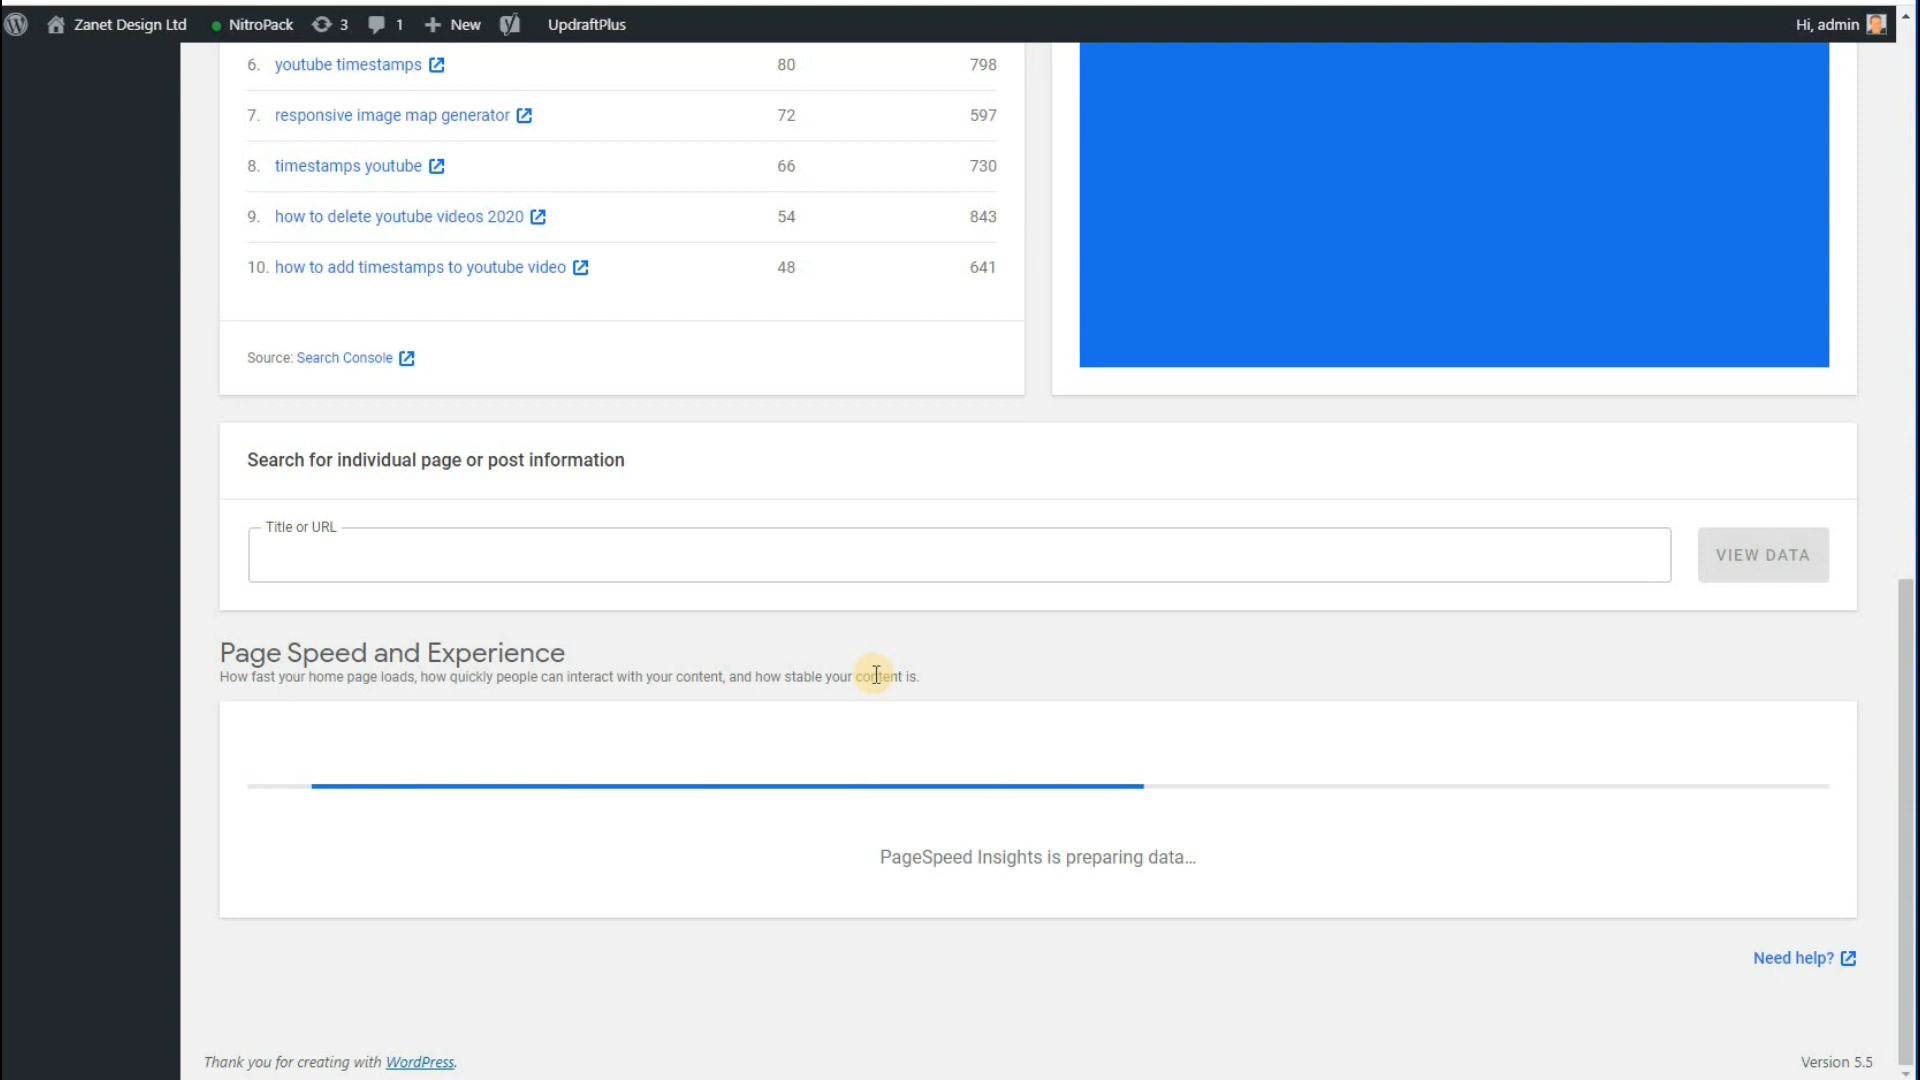 Zanet Design Ltd NitroPack 3 1 New UpdraftPlus Hi, admin
6. youtube timestamps 80 798
7. responsive image map generator 72 597
8. timestamps youtube 66 730
9. how to delete youtube videos 2020 54 843
10. how to add timestamps to youtube video 48 641
Source: Search Console
Search for individual page or post information
Title or URL
VIEW DATA
Page Speed and Experience
How fast your home page loads, how quickly people can interact with your content, and how stable your content is.
PageSpeed Insights is preparing data...
Need help?
Thank you for creating with WordPress.
Version 5.5